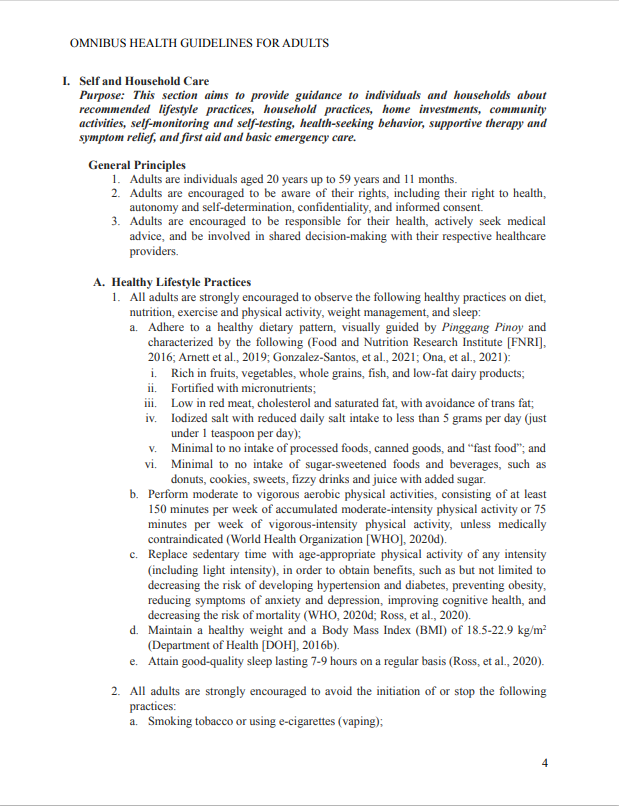 OMNIBUS HEALTH GUIDELINES FOR ADULTS
I. Self and Household Care
Purpose: This section aims to provide guidance to individuals and households about
recommended lifestyle practices, household practices, home investments, community
activities, self-monitoring and self-testing, health-seeking behavior, supportive therapy and
symptom relief, and first aid and basic emergency care.
General Principles
1. Adults are individuals aged 20 years up to 59 years and 11 months.
2. Adults are encouraged to be aware of their rights, including their right to health,
autonomy and self-determination, confidentiality, and informed consent.
3. Adults are encouraged to be responsible for their health, actively seek medical
advice, and be involved in shared decision-making with their respective healthcare
providers.
A. Healthy Lifestyle Practices
1. All adults are strongly encouraged to observe the following healthy practices on diet,
nutrition, exercise and physical activity, weight management, and sleep:
a. Adhere to a healthy dietary pattern, visually guided by Pinggang Pinoy and
characterized by the following (Food and Nutrition Research Institute [FNRI],
2016; Arnett et al., 2019; Gonzalez-Santos, et al., 2021; Ona, et al., 2021):
i. Rich in fruits, vegetables, whole grains, fish, and low-fat dairy products;
ii. Fortified with micronutrients;
iii. Low in red meat, cholesterol and saturated fat, with avoidance of trans fat;
iv. Iodized salt with reduced daily salt intake to less than 5 grams per day (just
under 1 teaspoon per day);
v. Minimal to no intake of processed foods, canned goods, and “fast food”; and
vi. Minimal to no intake of sugar-sweetened foods and beverages, such as
donuts, cookies, sweets, fizzy drinks and juice with added sugar.
b. Perform moderate to vigorous aerobic physical activities, consisting of at least
150 minutes per week of accumulated moderate-intensity physical activity or 75
minutes per week of vigorous-intensity physical activity, unless medically
contraindicated (World Health Organization [WHO], 2020d).
c. Replace sedentary time with age-appropriate physical activity of any intensity
(including light intensity), in order to obtain benefits, such as but not limited to
decreasing the risk of developing hypertension and diabetes, preventing obesity,
reducing symptoms of anxiety and depression, improving cognitive health, and
decreasing the risk of mortality (WHO, 2020d; Ross, et al., 2020).
d. Maintain a healthy weight and a Body Mass Index (BMI) of 18.5-22.9 kg/m²
(Department of Health [DOH], 2016b).
e. Attain good-quality sleep lasting 7-9 hours on a regular basis (Ross, et al., 2020).
2. All adults are strongly encouraged to avoid the initiation of or stop the following
practices:
a. Smoking tobacco or using e-cigarettes (vaping);
4